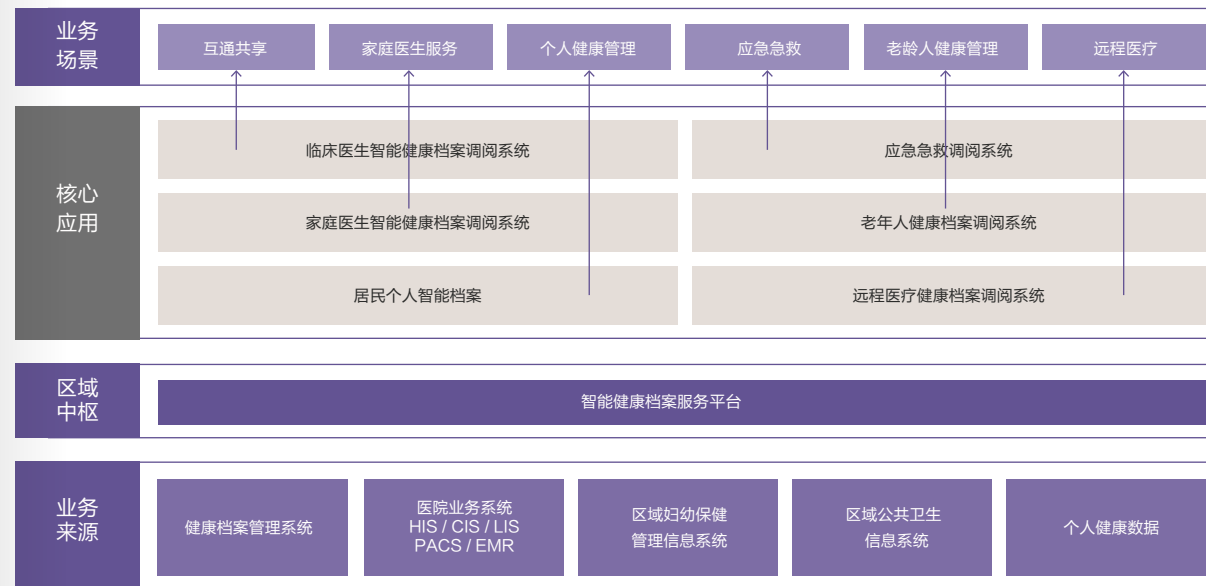 业务
场景
互通共享
家庭医生服务
个人健康管理
应急急救
老龄人健康管理
远程医疗
核心
应用
临床医生智能健康档案调阅系统
应急急救调阅系统
家庭医生智能健康档案调阅系统
老年人健康档案调阅系统
居民个人智能档案
远程医疗健康档案调阅系统
区域
中枢
智能健康档案服务平台
业务
来源
健康档案管理系统
医院业务系统
HIS / CIS / LIS
PACS / EMR
区域妇幼保健
管理信息系统
区域公共卫生
信息系统
个人健康数据